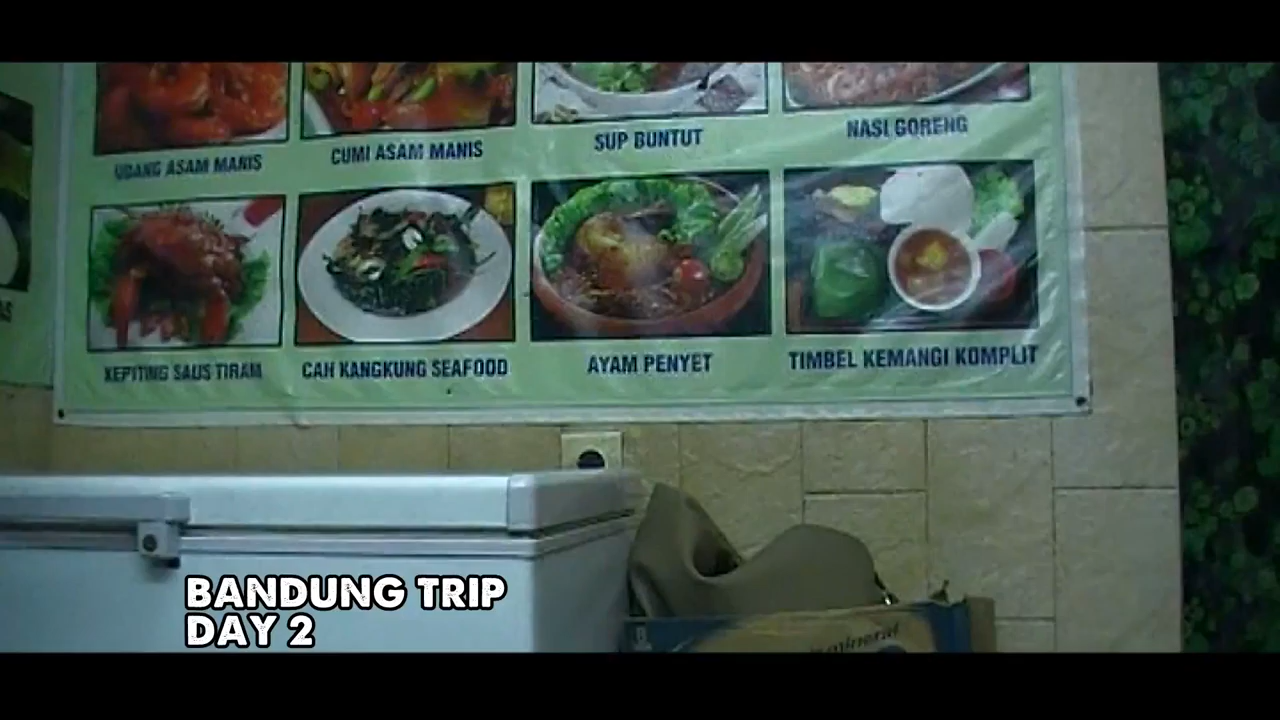 UDANG ASAM MANIS
CUMI ASAM MANIS
SUP BUNTUT
NASI GORENG
KEPITING SAUS TIRAM
CAH KANGKUNG SEAFOOD
AYAM PENYET
TIMBEL KEMANGI KOMPLIT
BANDUNG TRIP
DAY 2